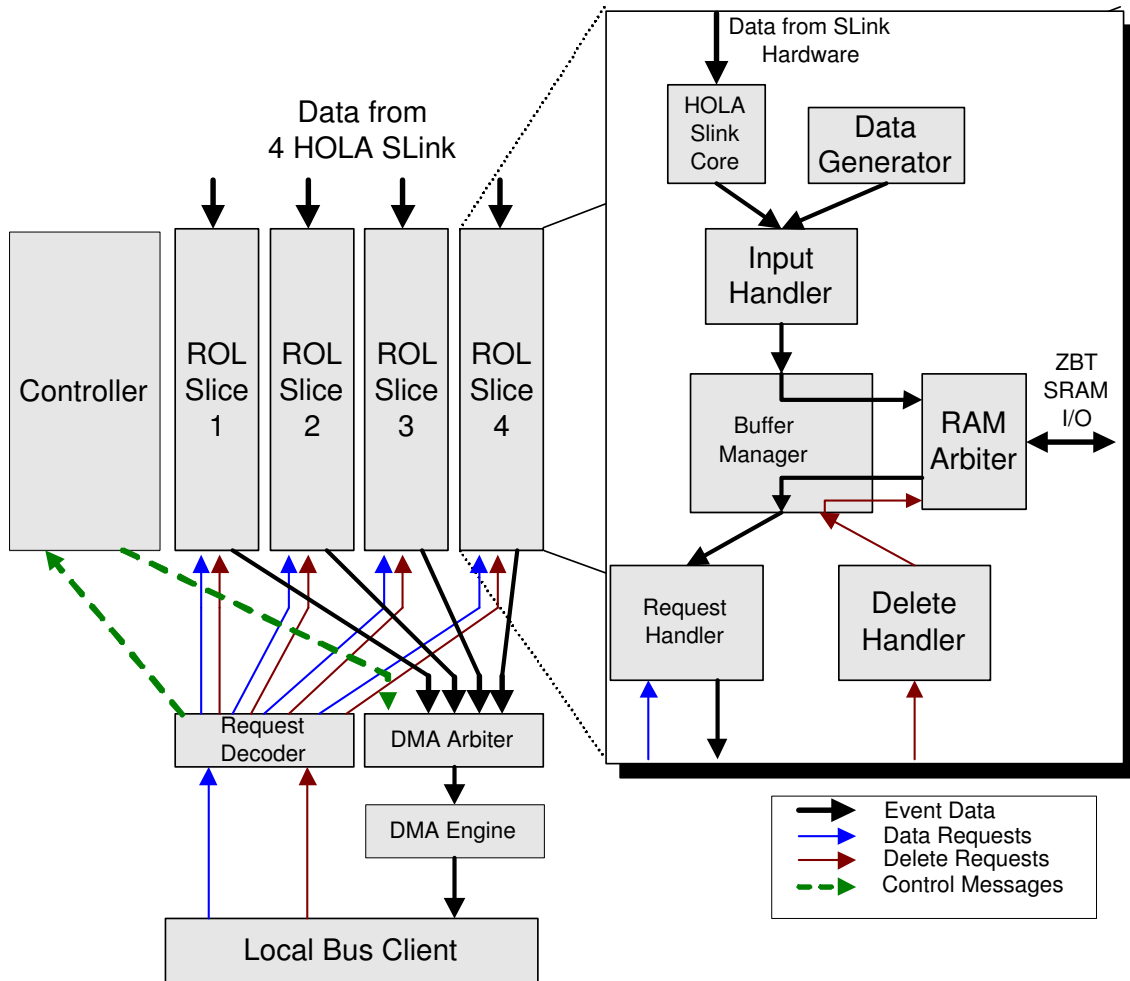 Data from SLink
Hardware
Data from
4 HOLA SLink
HOLA
Slink
Core
Data
Generator
Input
Handler
Controller
ROL
Slice
1
ROL
Slice
2
ROL
Slice
3
ROL
Slice
4
Buffer
Manager
RAM
Arbiter
ZBT
SRAM
I/O
Request
Handler
Delete
Handler
Request
Decoder
DMA Arbiter
DMA Engine
Local Bus Client
Event Data
Data Requests
Delete Requests
Control Messages